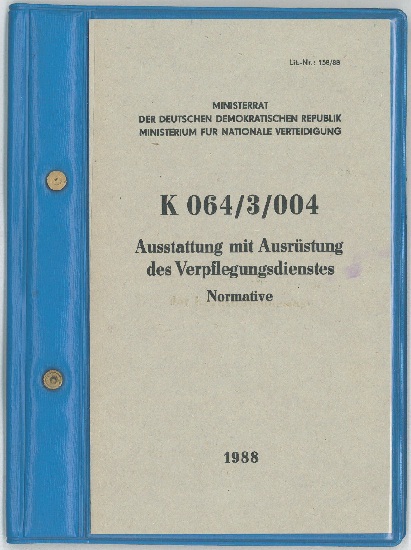 Lit.-Nr.: 158/88
MINISTERRAT
DER DEUTSCHEN DEMOKRATISCHEN REPUBLIK
MINISTERIUM FÜR NATIONALE VERTEIDIGUNG
K 064/3/004
Ausstattung mit Ausrüstung
des Verpflegungsdienstes
Normative
1988